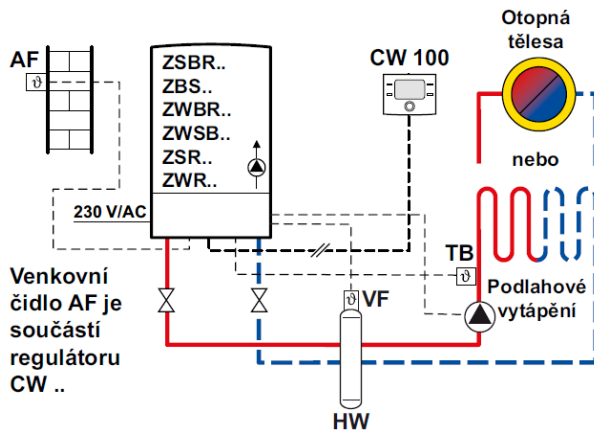 AF
ZSBR..
ZBS..
ZWBR..
ZWSB..
ZSR..
ZWR..
CW 100
Otopná
tělesa
nebo
230 V/AC
TB
Podlahové
vytápění
VF
HW
Venkovní
čidlo AF je
součástí
regulátoru
CW ..
ϑ
ϑ
ϑ